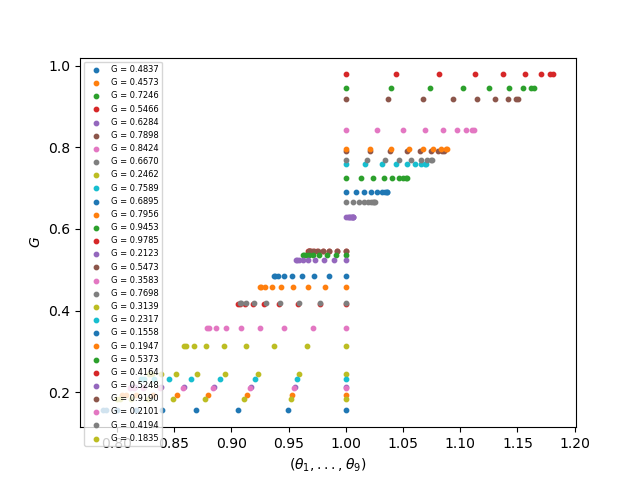 1.0
0.8
0.6
0.4
0.2
G
G = 0.4837
G = 0.4573
G = 0.7246
G = 0.5466
G = 0.6284
G = 0.7898
G = 0.8424
G = 0.6670
G = 0.2462
G = 0.7589
G = 0.6895
G = 0.7956
G = 0.9453
G = 0.9785
G = 0.2123
G = 0.5473
G = 0.3583
G = 0.7698
G = 0.3139
G = 0.2317
G = 0.1558
G = 0.1947
G = 0.5373
G = 0.4164
G = 0.5248
G = 0.9190
G = 0.2101
G = 0.4194
G = 0.1835
0.80 0.85 0.90 0.95 1.00 1.05 1.10 1.15 1.20
(θ₁, . . . , θ₉)